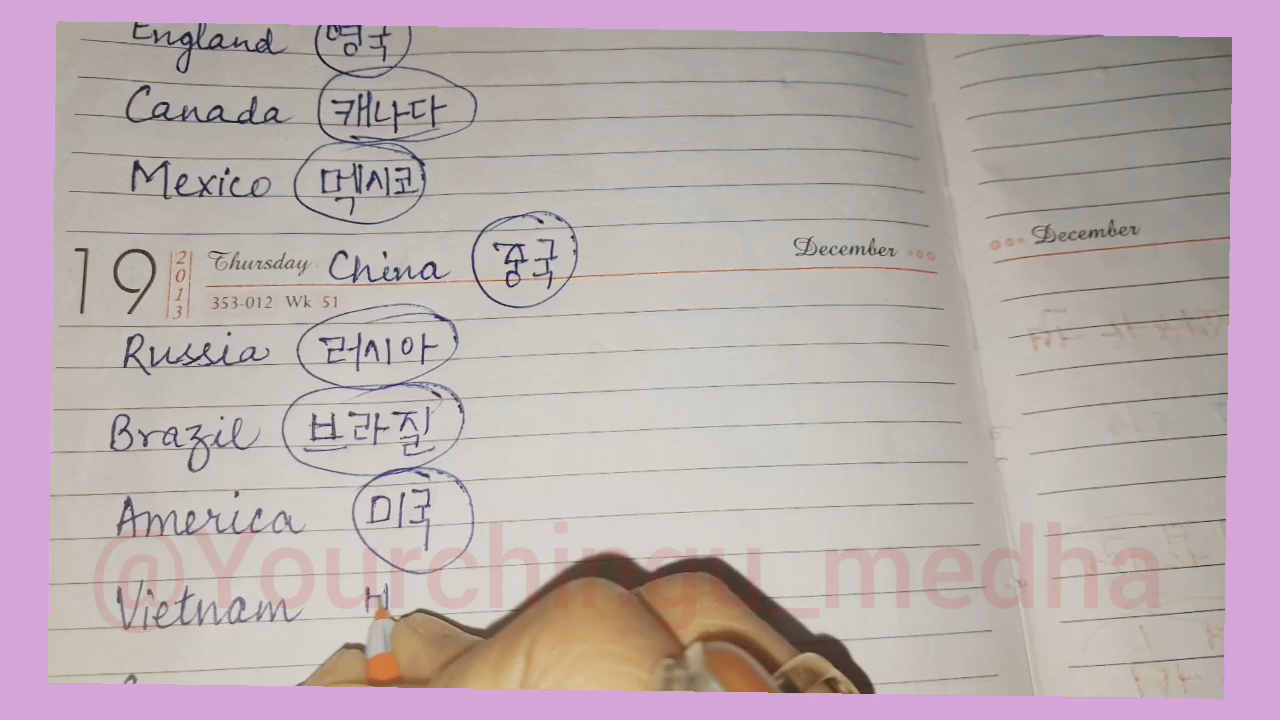 England 영국
Canada 캐나다
Mexico 멕시코
19 2013 Thursday China 중국 December December
353-012 Wk 51
Russia 러시아
Brazil 브라질
America 미국
@Yourchingu_medha
Vietnam